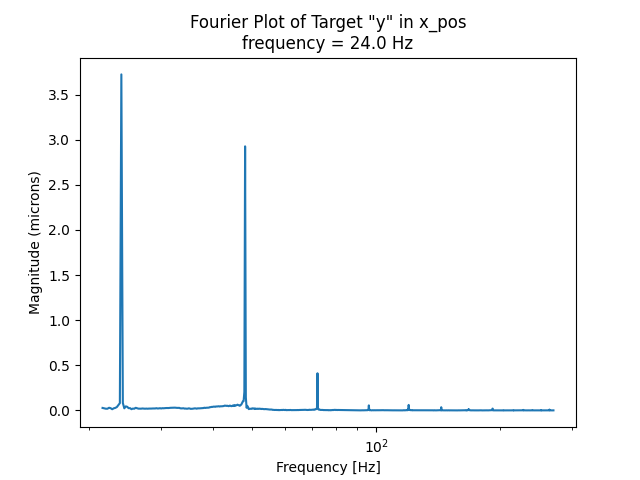 Fourier Plot of Target "y" in x_pos
frequency = 24.0 Hz
3.5
3.0
2.5
2.0
1.5
1.0
0.5
0.0
Magnitude (microns)
10²
Frequency [Hz]